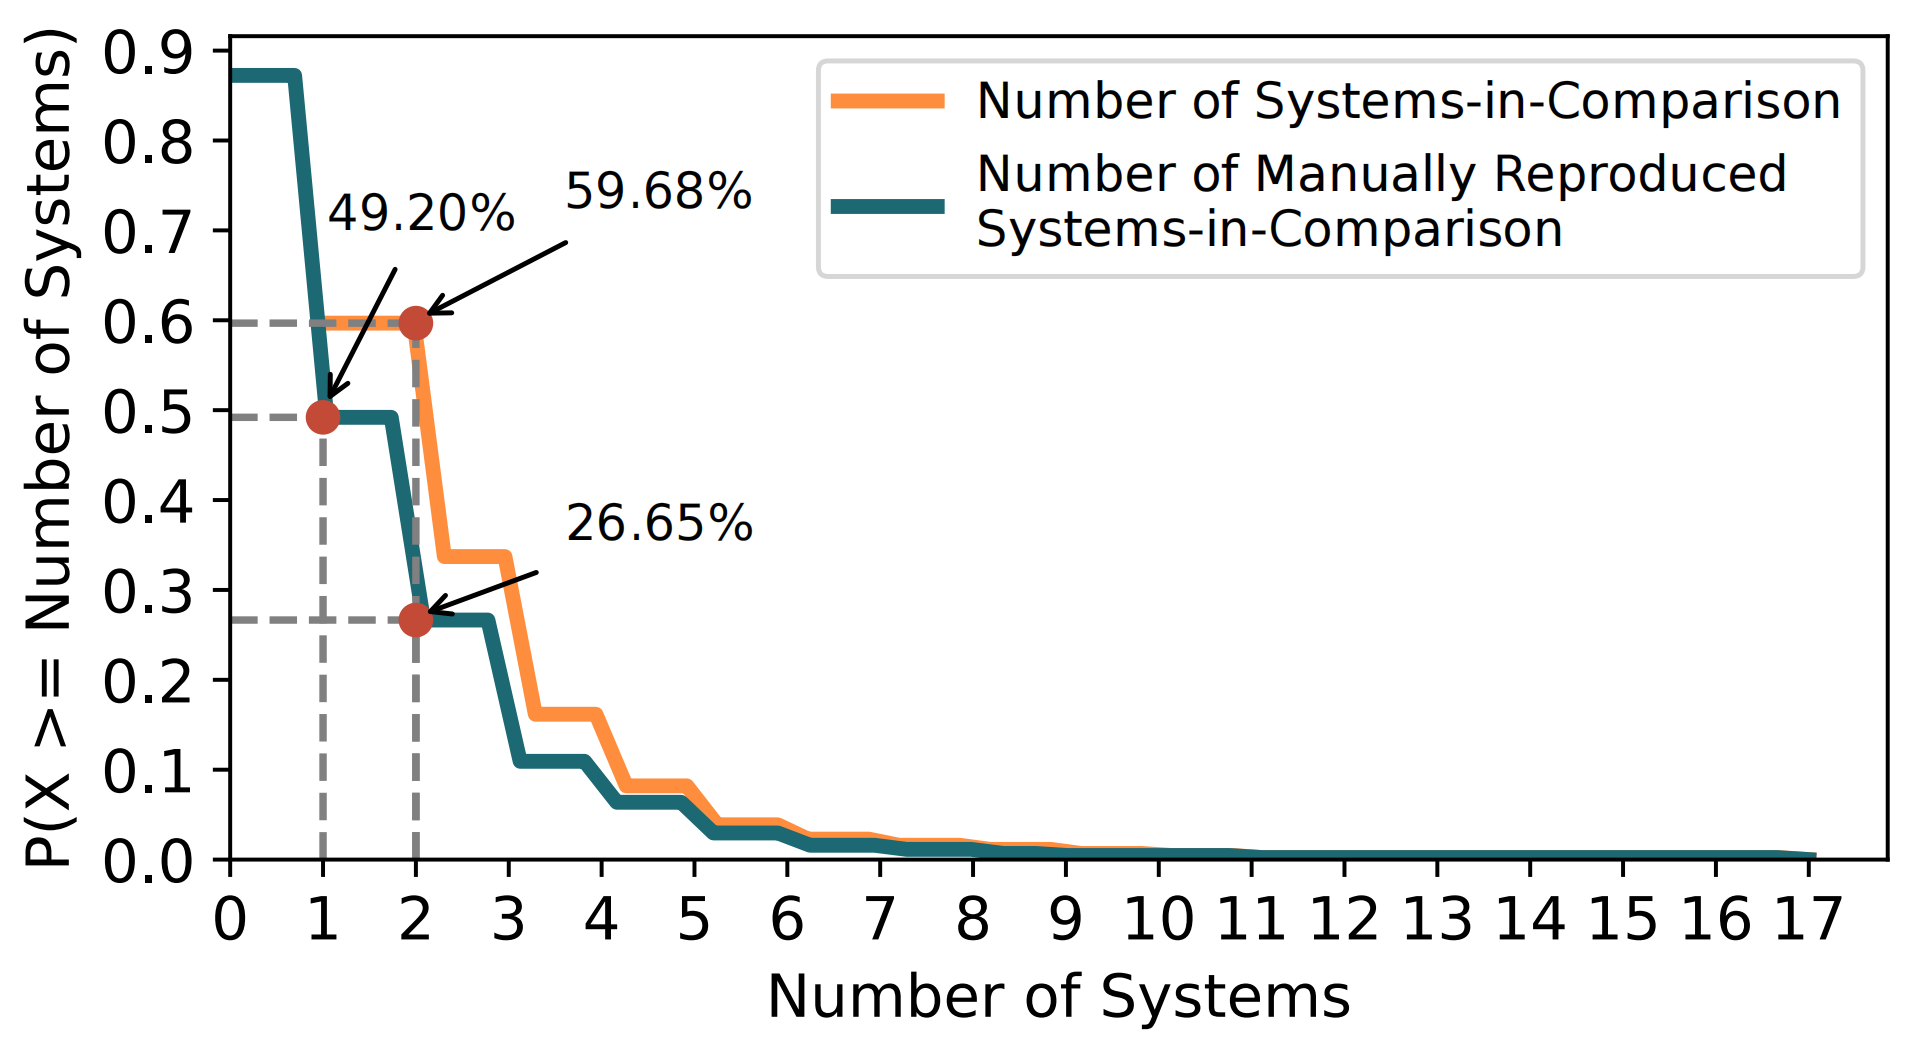 P(X >= Number of Systems)
0.9
0.8
0.7
0.6
0.5
0.4
0.3
0.2
0.1
0.0
Number of Systems-in-Comparison
Number of Manually Reproduced
Systems-in-Comparison
49.20%
59.68%
26.65%
0 1 2 3 4 5 6 7 8 9 10 11 12 13 14 15 16 17
Number of Systems